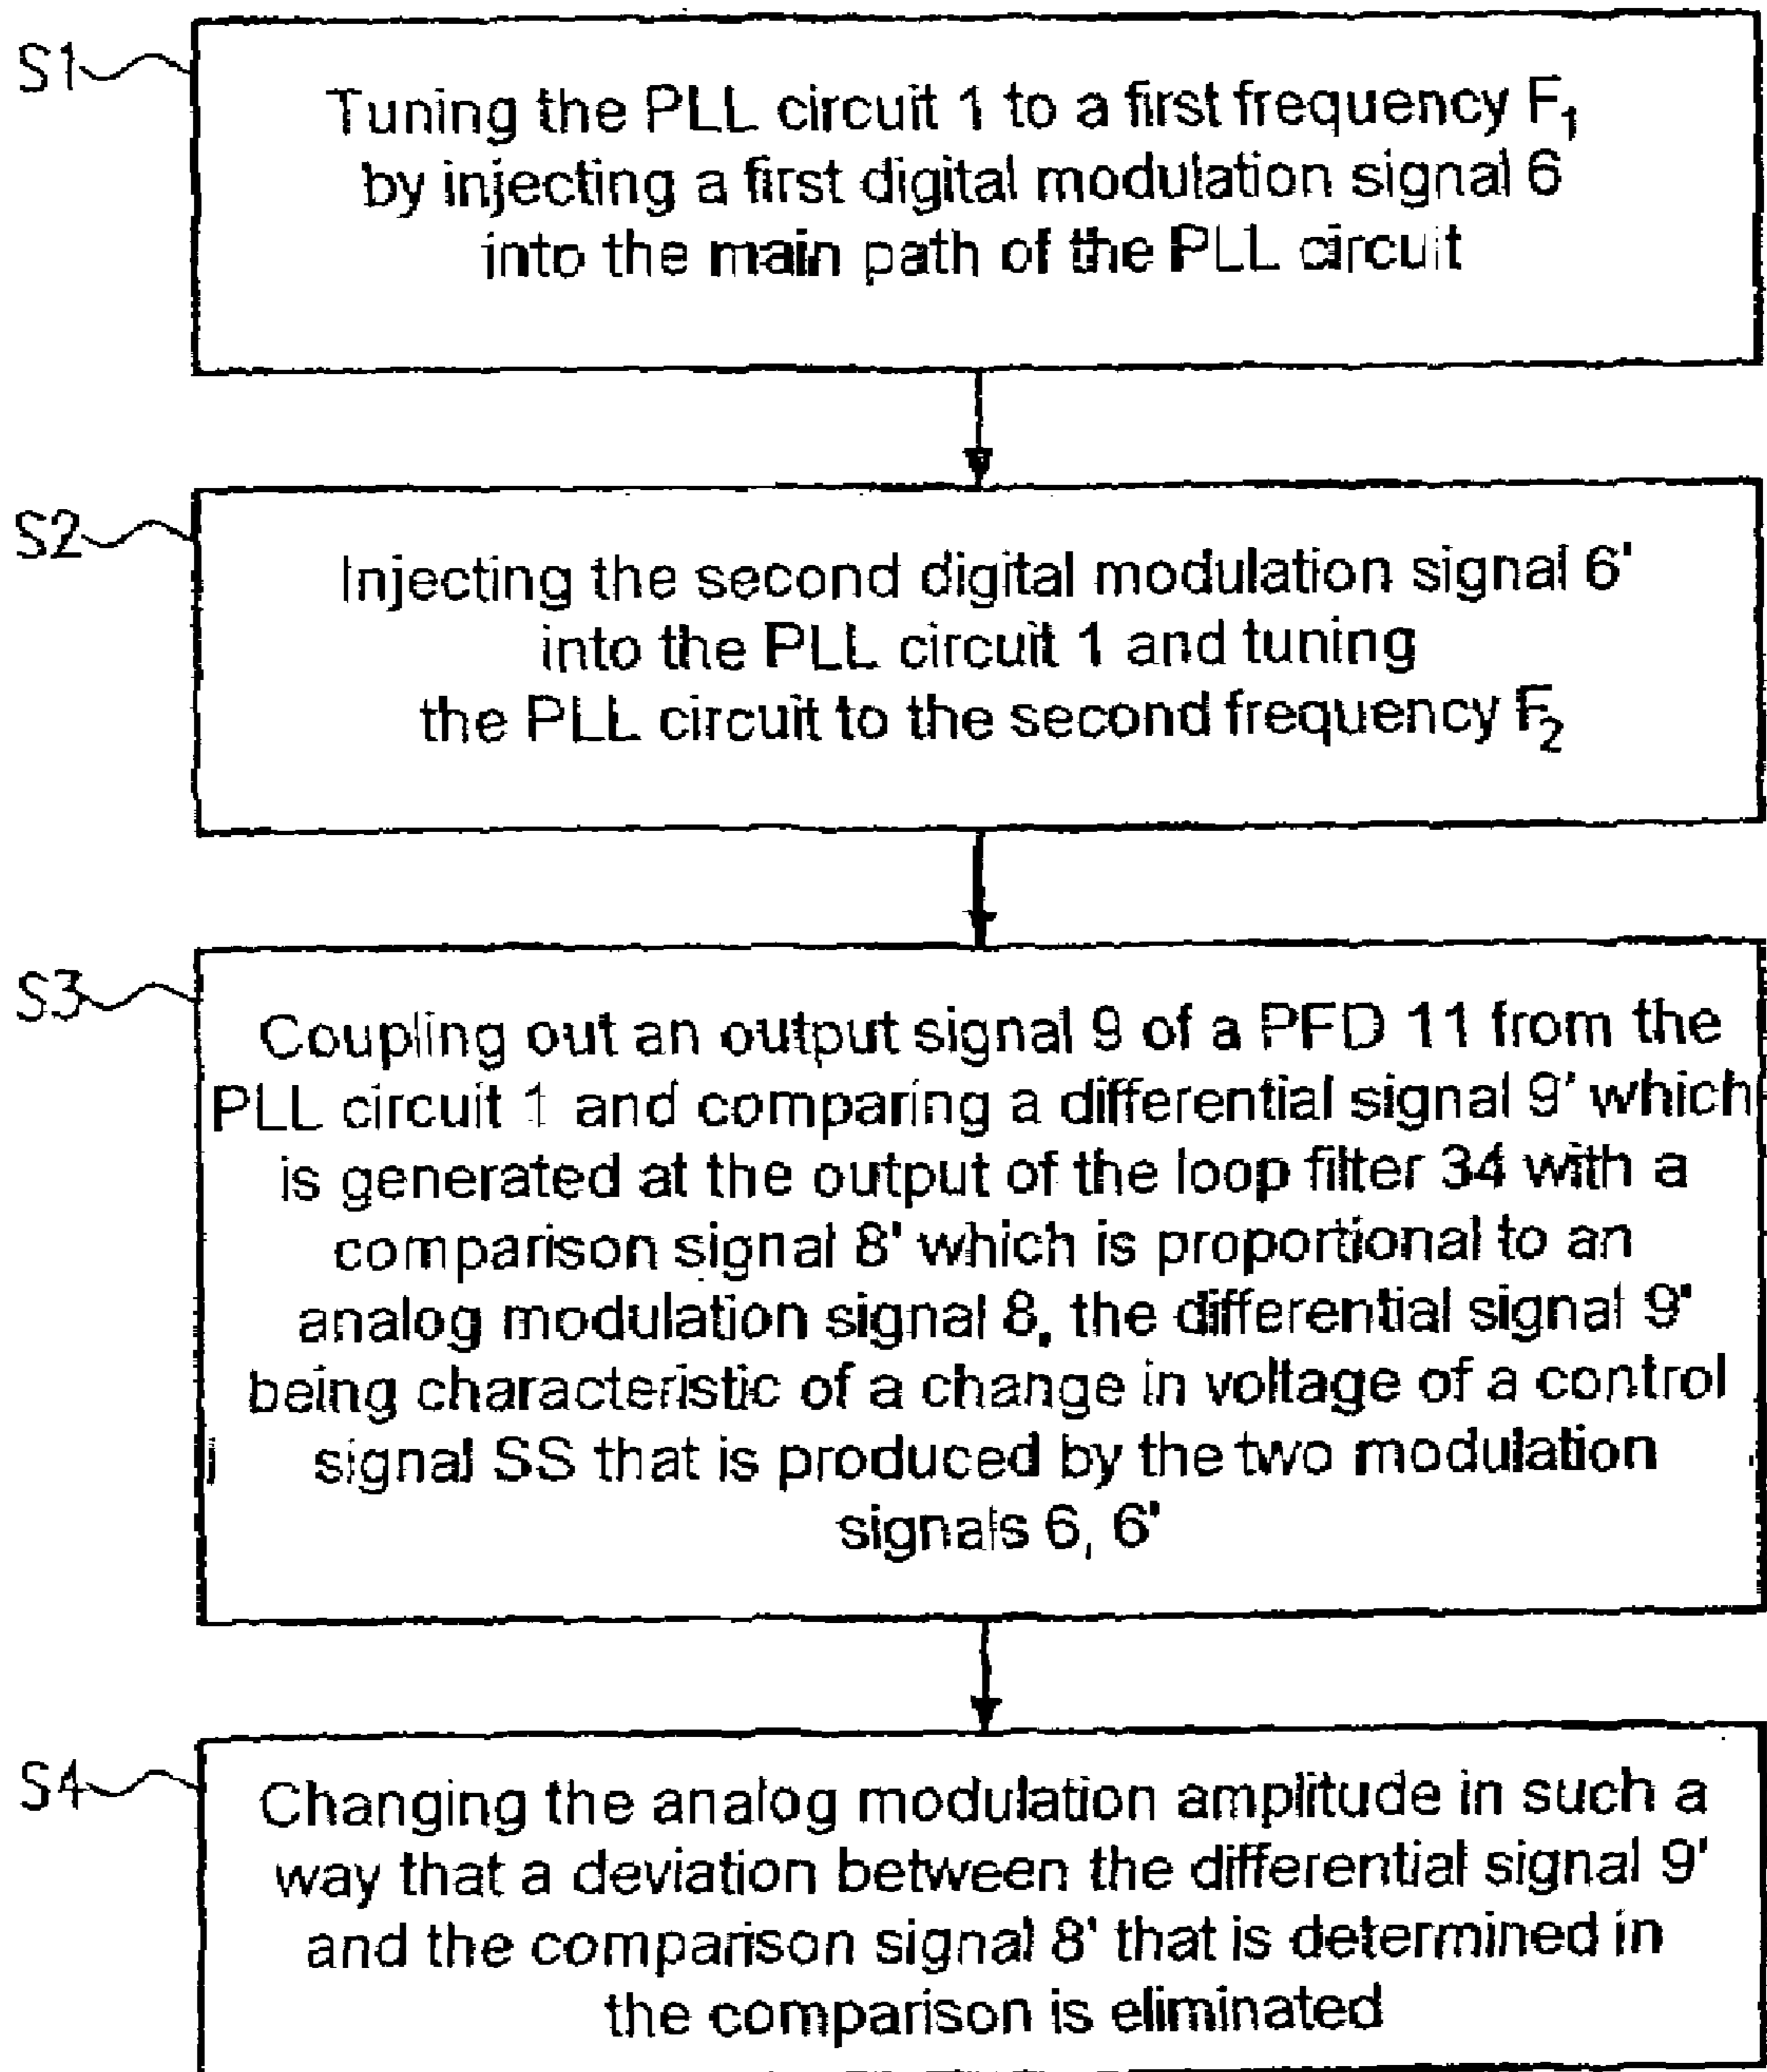 S1
Tuning the PLL circuit 1 to a first frequency F₁
by injecting a first digital modulation signal 6
into the main path of the PLL circuit
S2
Injecting the second digital modulation signal 6'
into the PLL circuit 1 and tuning
the PLL circuit to the second frequency F₂
S3
Coupling out an output signal 9 of a PFD 11 from the
PLL circuit 1 and comparing a differential signal 9' which
is generated at the output of the loop filter 34 with a
comparison signal 8' which is proportional to an
analog modulation signal 8, the differential signal 9'
being characteristic of a change in voltage of a control
signal SS that is produced by the two modulation
signals 6, 6'
S4
Changing the analog modulation amplitude in such a
way that a deviation between the differential signal 9'
and the comparison signal 8' that is determined in
the comparison is eliminated